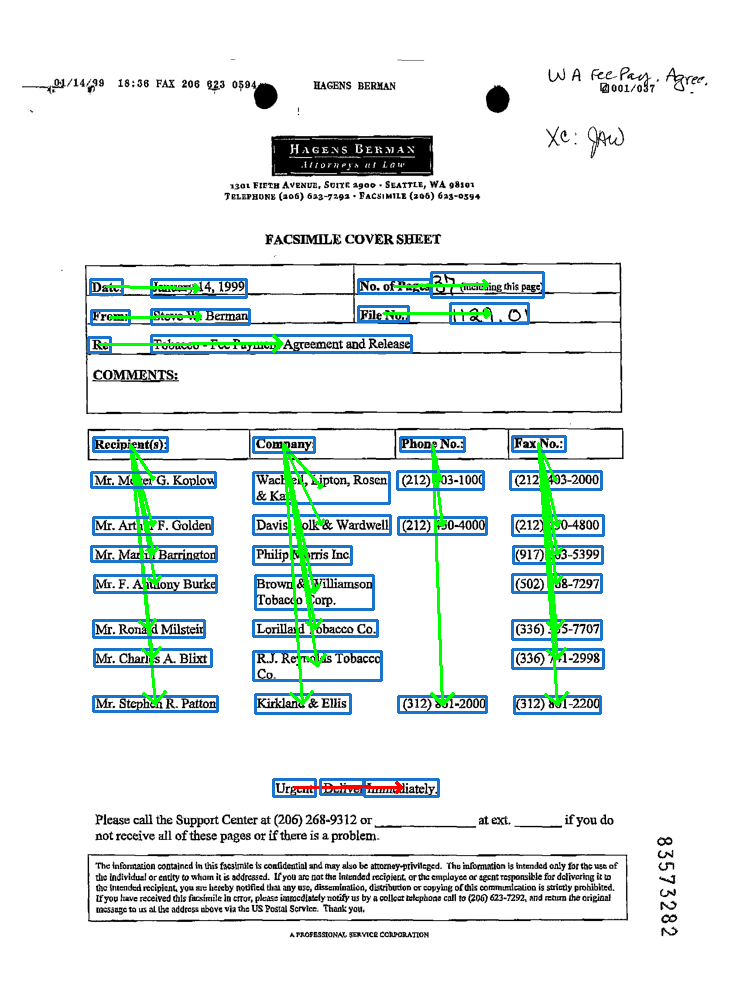 W A Fee Pay. Agree.
01/14/99 18:36 FAX 206 623 0594 HAGENS BERMAN 001/037
XC: JAW
HAGENS BERMAN
Attorneys at Law
1301 FIFTH AVENUE, SUITE 2900 · SEATTLE, WA 98101
TELEPHONE (206) 623-7292 · FACSIMILE (206) 623-0594
FACSIMILE COVER SHEET
Date: January 14, 1999 No. of Pages 37 (including this page)
From: Steve W. Berman File No.: 1129.01
Re: Tobacco - Fee Payment Agreement and Release
COMMENTS:
Recipient(s): Company: Phone No.: Fax No.:
Mr. Meyer G. Koplow Wachtell, Lipton, Rosen (212) 403-1000 (212) 403-2000
& Katz
Mr. Arthur F. Golden Davis Polk & Wardwell (212) 450-4000 (212) 450-4800
Mr. Martin Barrington Philip Morris Inc. (917) 663-5399
Mr. F. Anthony Burke Brown & Williamson (502) 568-7297
Tobacco Corp.
Mr. Ronald Milstein Lorillard Tobacco Co. (336) 335-7707
Mr. Charles A. Blixt R.J. Reynolds Tobacco (336) 741-2998
Co.
Mr. Stephen R. Patton Kirkland & Ellis (312) 861-2000 (312) 861-2200
Urgent Deliver Immediately.
Please call the Support Center at (206) 268-9312 or ____________ at ext. ______ if you do
not receive all of these pages or if there is a problem.
The information contained in this facsimile is confidential and may also be attorney-privileged. The information is intended only for the use of
the individual or entity to whom it is addressed. If you are not the intended recipient, or the employee or agent responsible for delivering it to
the intended recipient, you are hereby notified that any use, dissemination, distribution or copying of this communication is strictly prohibited.
If you have received this facsimile in error, please immediately notify us by a collect telephone call to (206) 623-7292, and return the original
message to us at the address above via the US Postal Service. Thank you.
A PROFESSIONAL SERVICE CORPORATION
83573282